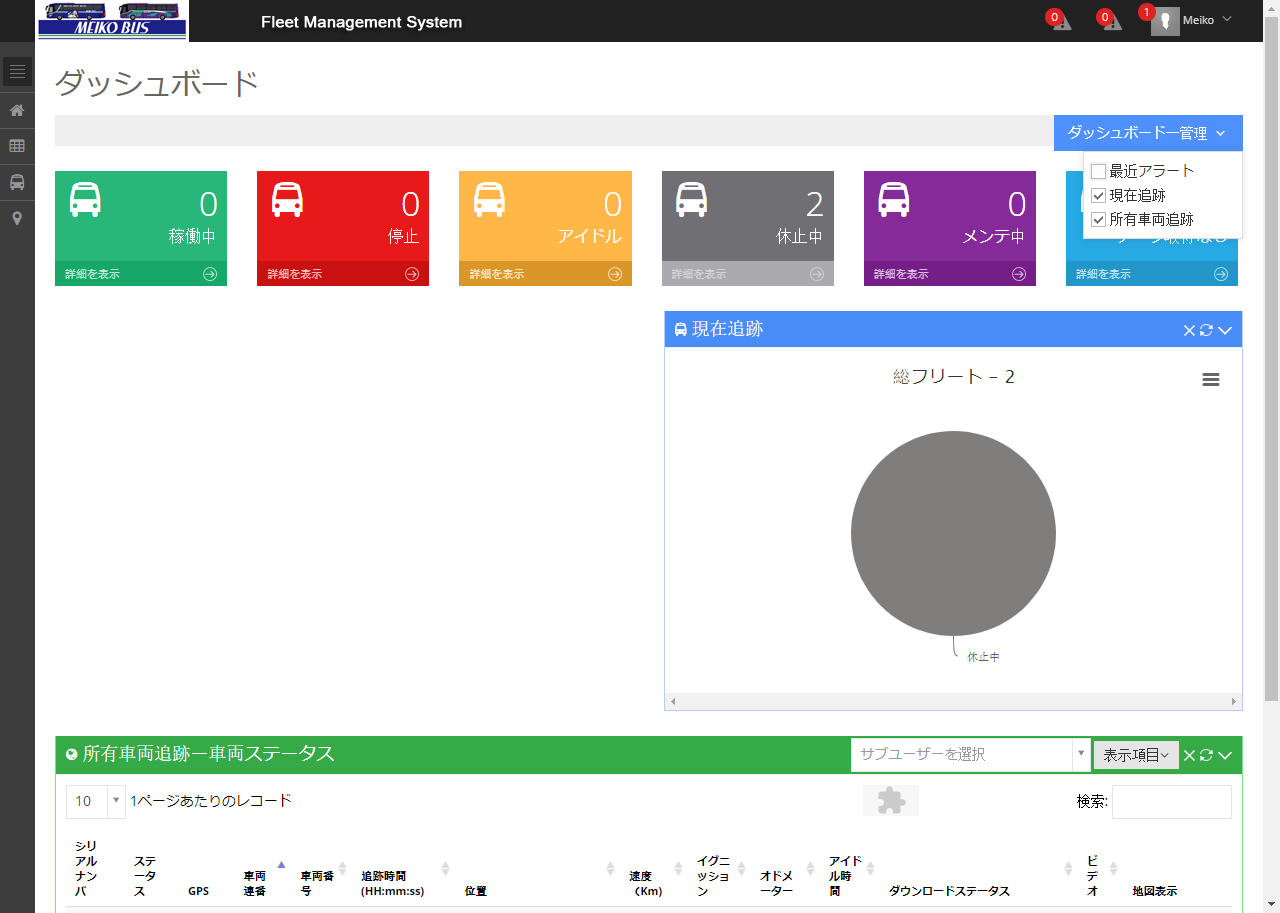 MEIKO BUS
Fleet Management System
0
0
1
Meiko
ダッシュボード
ダッシュボードー管理
最近アラート
現在追跡
所有車両追跡
0
稼働中
詳細を表示
0
停止
詳細を表示
0
アイドル
詳細を表示
2
休止中
詳細を表示
0
メンテ中
詳細を表示
詳細を表示
現在追跡
総フリート – 2
休止中
所有車両追跡ー車両ステータス
サブユーザーを選択
表示項目
10
1ページあたりのレコード
検索:
シリアルナンバ
ステータス
GPS
車両連番
車両番号
追跡時間 (HH:mm:ss)
位置
速度 (Km)
イグニッション
オドメーター
アイドル時間
ダウンロードステータス
ビデオ
地図表示